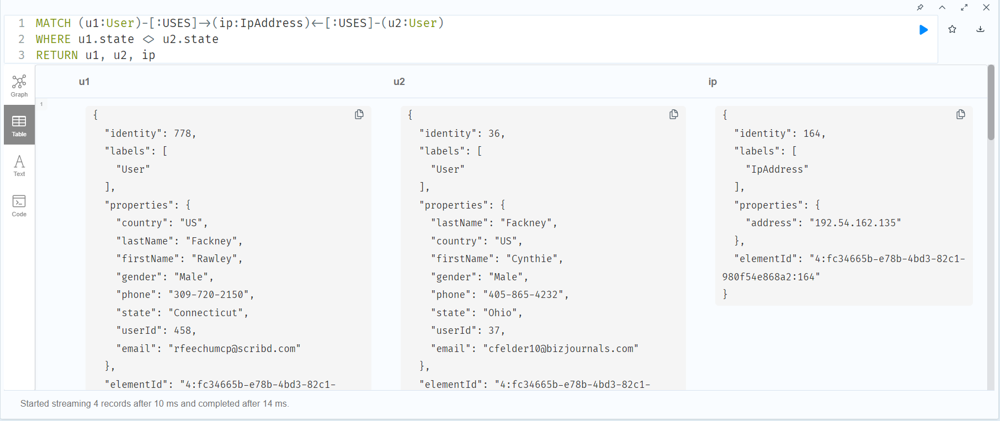 1 MATCH (u1:User)-[:USES]→(ip:IpAddress)←[:USES]-(u2:User)
2 WHERE u1.state <> u2.state
3 RETURN u1, u2, ip
Graph
Table
Text
Code
u1 u2 ip
1
{
"identity": 778,
"labels": [
"User"
],
"properties": {
"country": "US",
"lastName": "Fackney",
"firstName": "Rawley",
"gender": "Male",
"phone": "309-720-2150",
"state": "Connecticut",
"userId": 458,
"email": "rfeechumcp@scribd.com"
},
"elementId": "4:fc34665b-e78b-4bd3-82c1-
{
"identity": 36,
"labels": [
"User"
],
"properties": {
"lastName": "Fackney",
"country": "US",
"firstName": "Cynthie",
"gender": "Male",
"phone": "405-865-4232",
"state": "Ohio",
"userId": 37,
"email": "cfelder10@bizjournals.com"
},
"elementId": "4:fc34665b-e78b-4bd3-82c1-
{
"identity": 164,
"labels": [
"IpAddress"
],
"properties": {
"address": "192.54.162.135"
},
"elementId": "4:fc34665b-e78b-4bd3-82c1-
980f54e868a2:164"
}
Started streaming 4 records after 10 ms and completed after 14 ms.